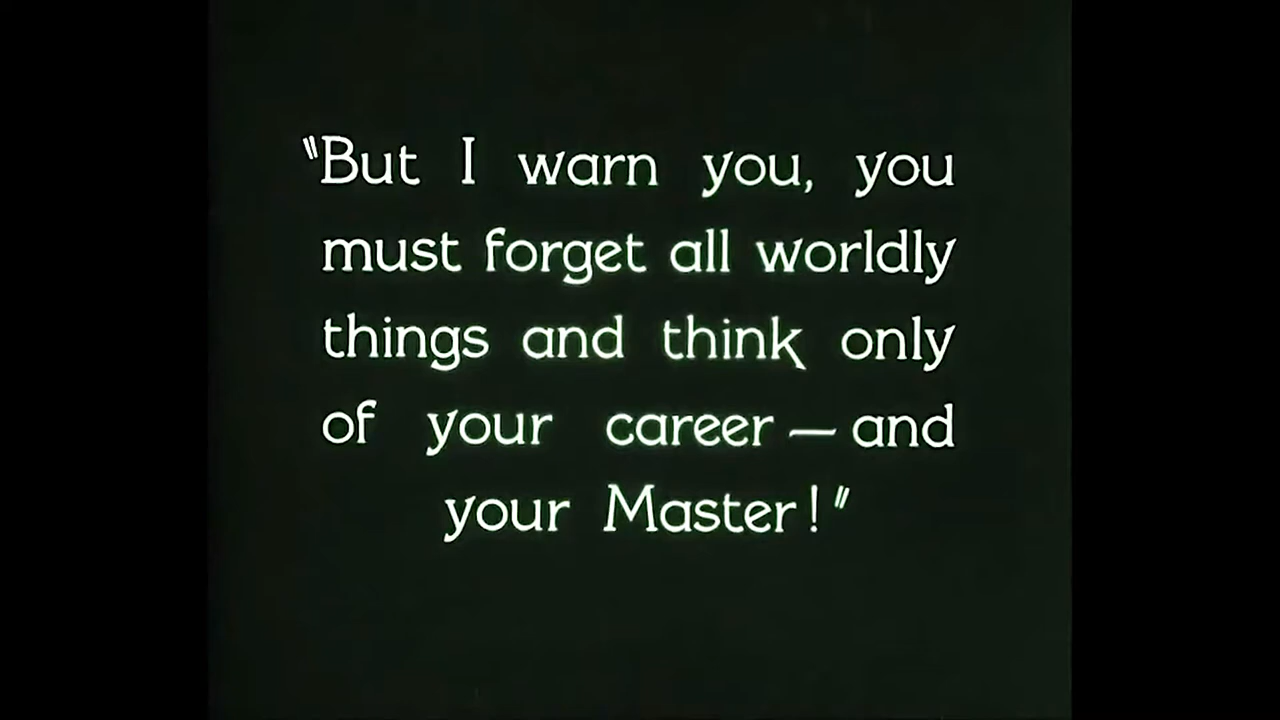 "But I warn you, you
must forget all worldly
things and think only
of your career — and
your Master!"